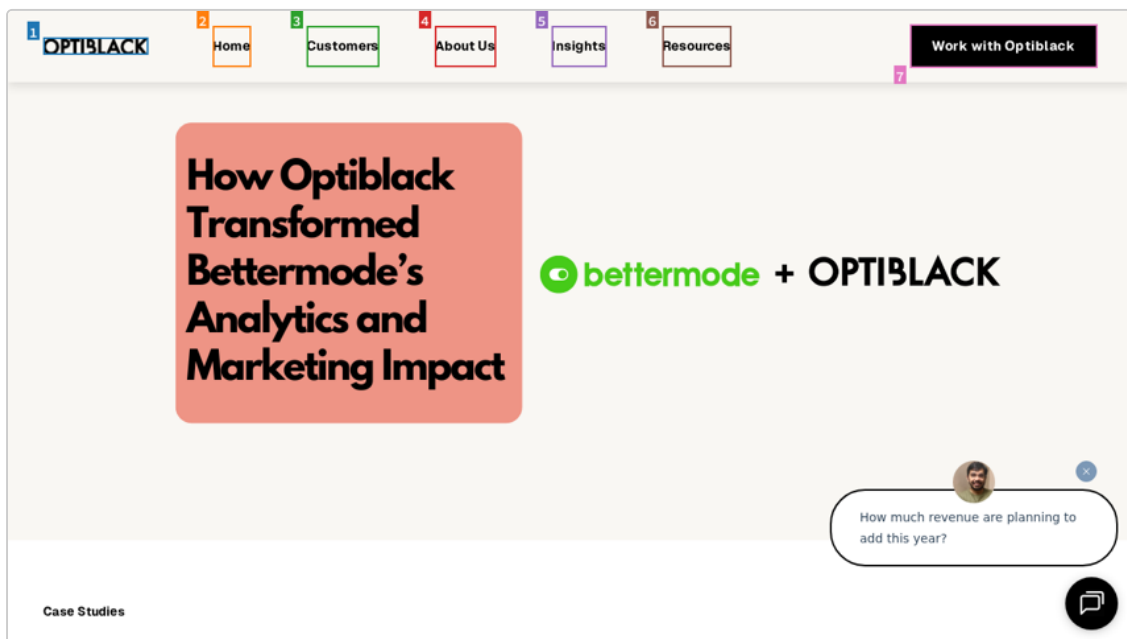 1
OPTIBLACK
2
Home
3
Customers
4
About Us
5
Insights
6
Resources
7
Work with Optiblack
How Optiblack
Transformed
Bettermode’s
Analytics and
Marketing Impact
bettermode + OPTIBLACK
How much revenue are planning to
add this year?
Case Studies